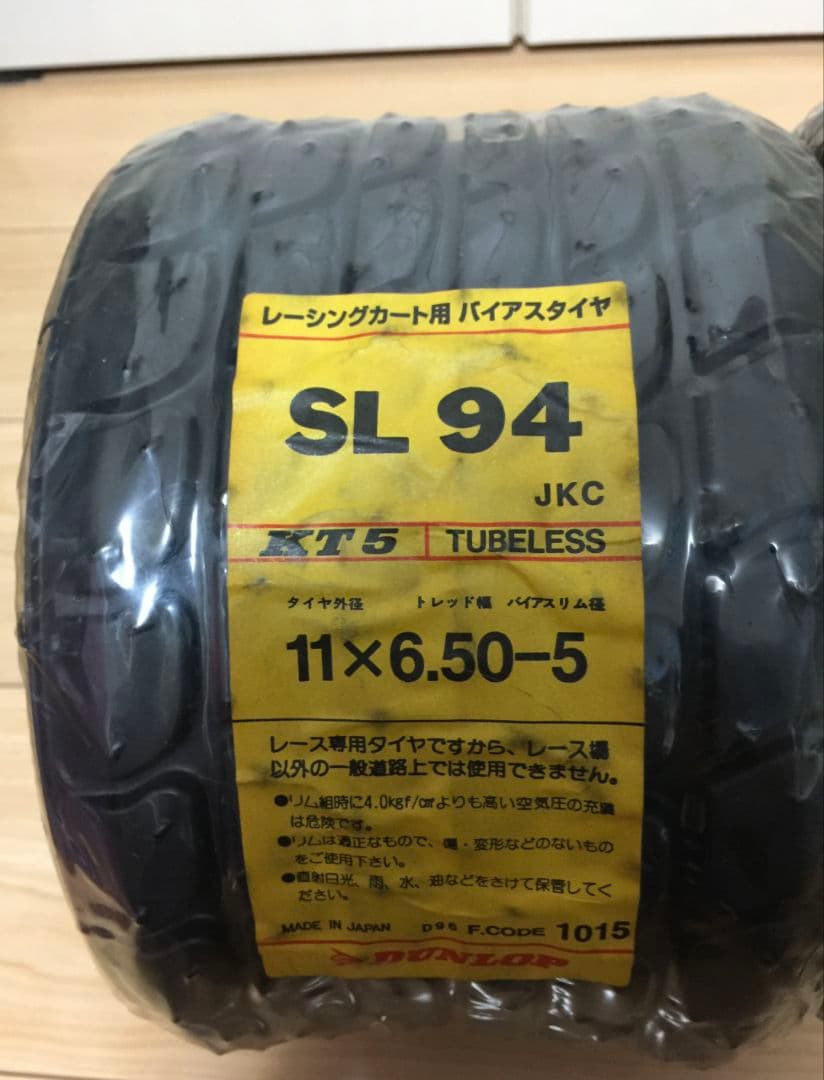 レーシングカート用 バイアスタイヤ
SL 94
JKC
KT5 TUBELESS
タイヤ外径 トレッド幅 バイアスリム径
11×6.50-5
レース専用タイヤですから、レース場
以外の一般道路上では使用できません。
●リム組時に4.0kgf/c㎡よりも高い空気圧の充塡
は危険です。
●リムは適正なもので、傷・変形などのないもの
をご使用下さい。
●直射日光、雨、水、油などをさけて保管してく
ださい。
MADE IN JAPAN D96 F.CODE 1015
DUNLOP